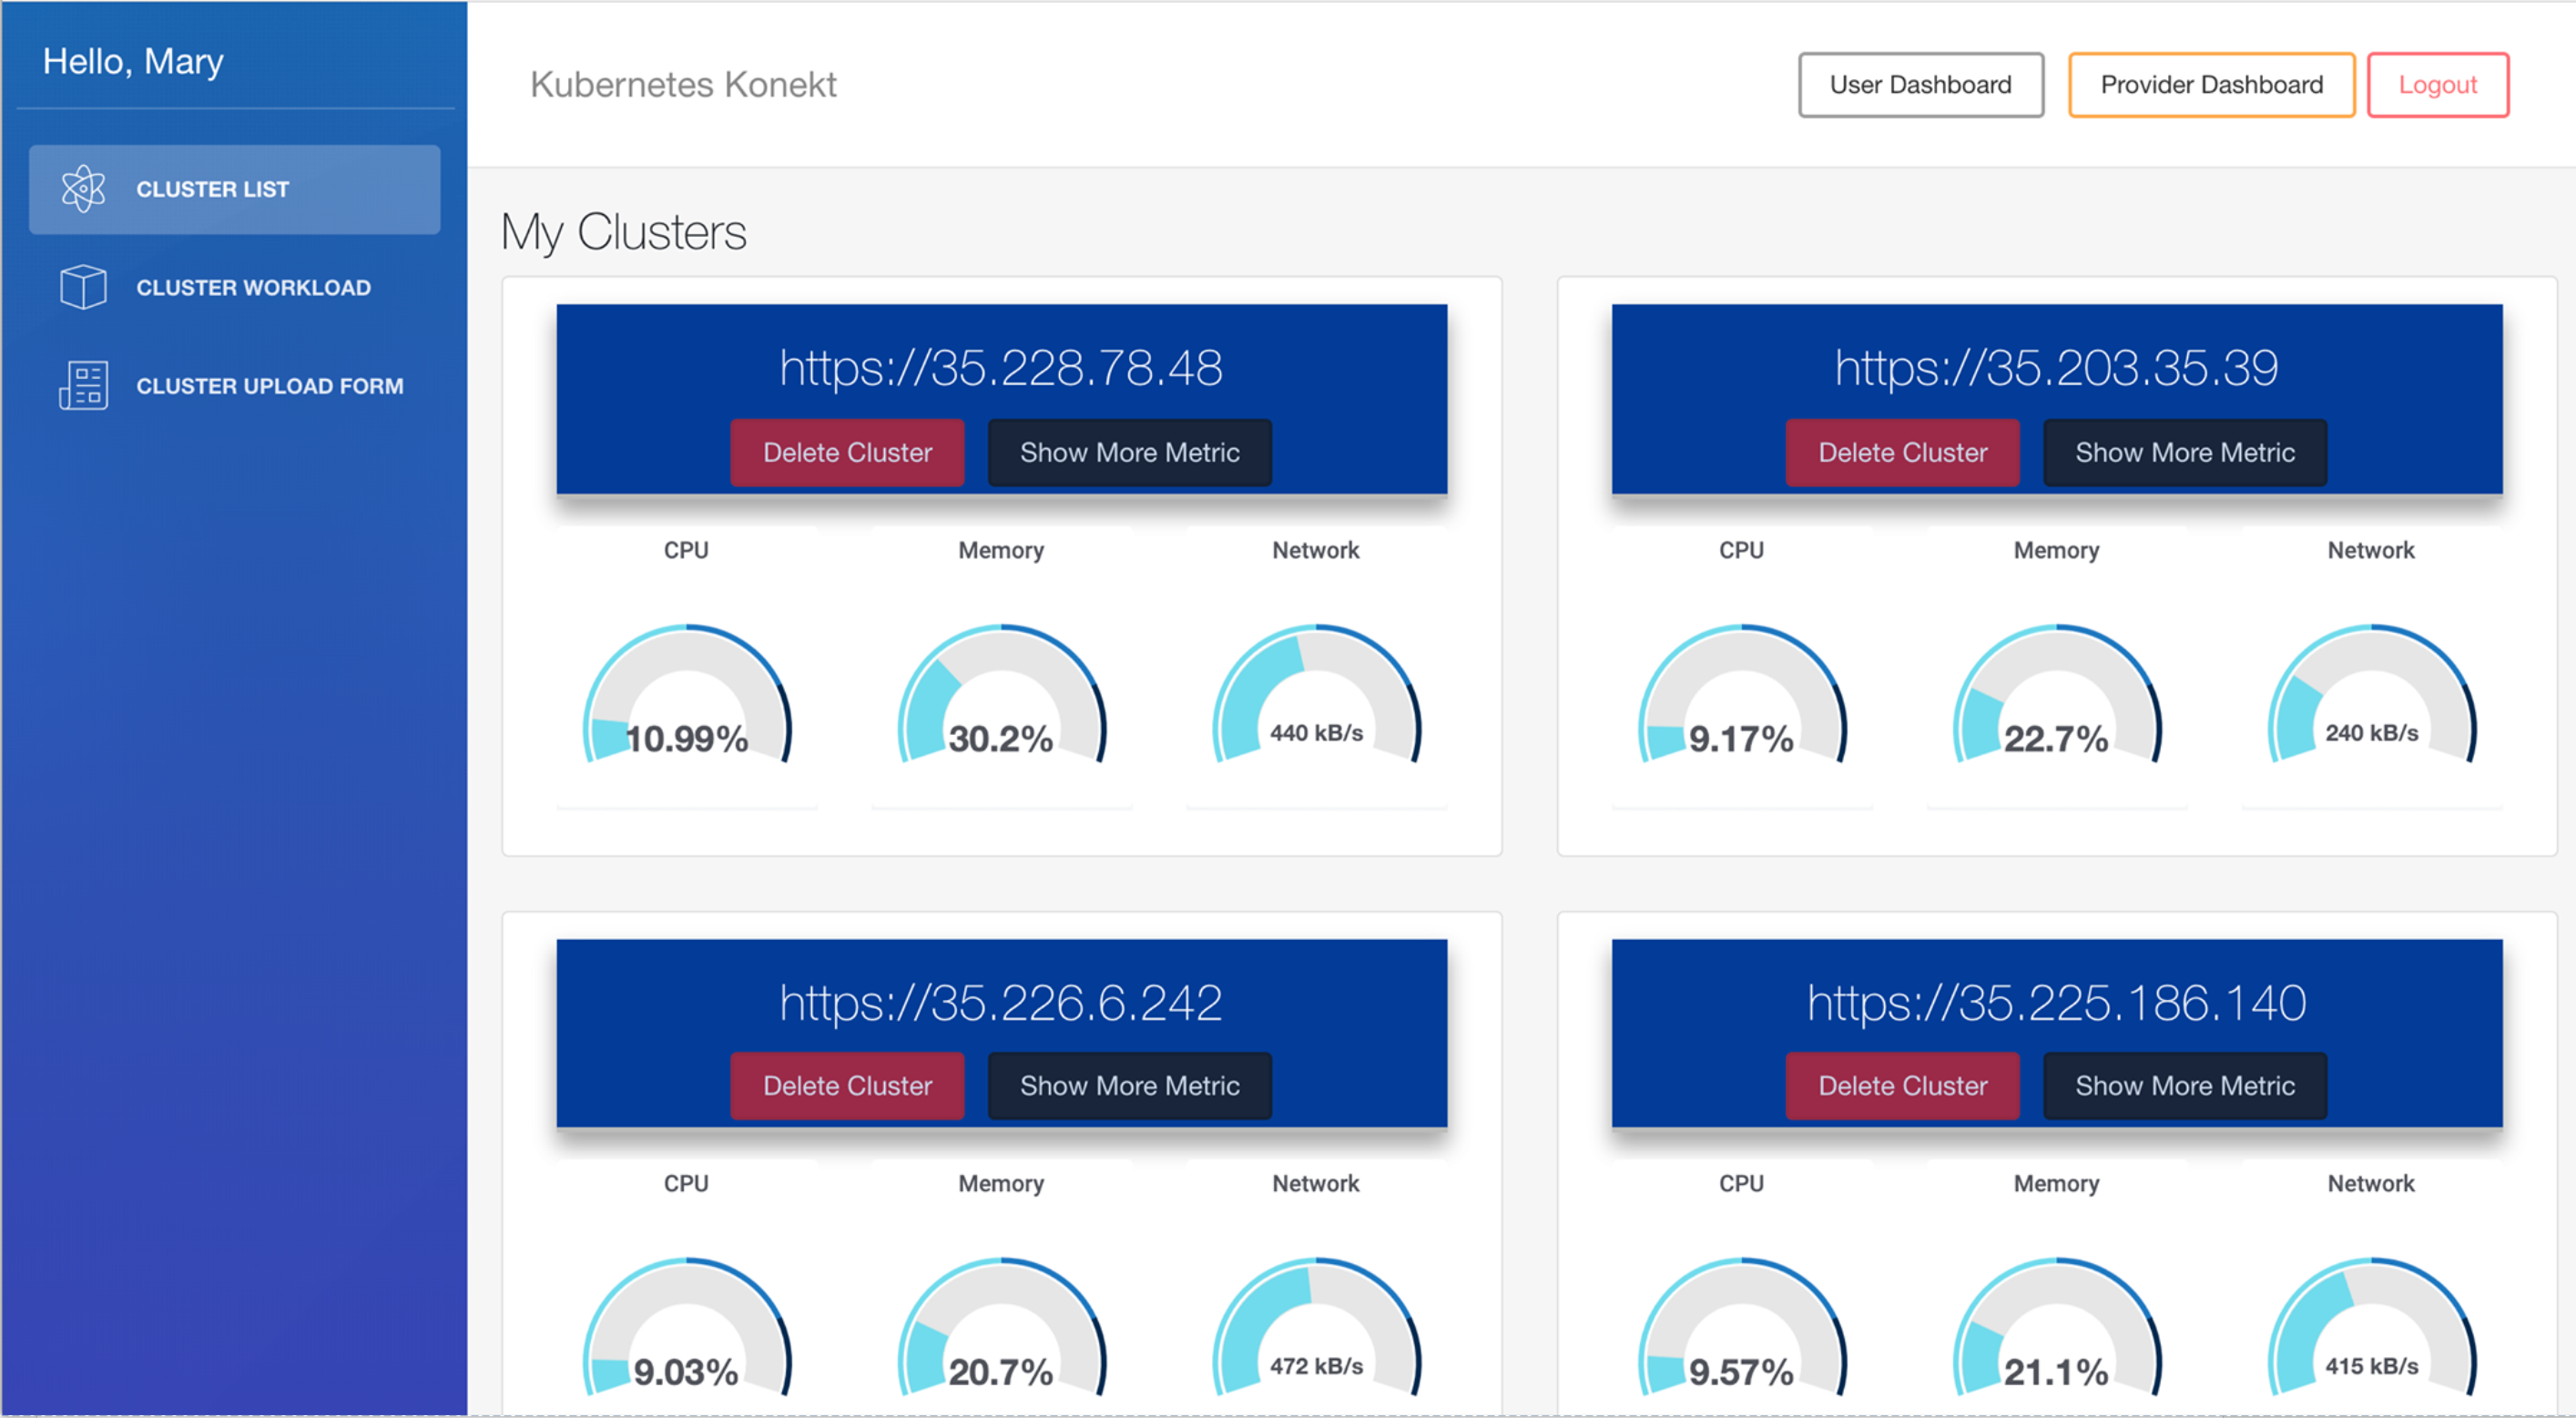 Hello, Mary
CLUSTER LIST
CLUSTER WORKLOAD
CLUSTER UPLOAD FORM
Kubernetes Konekt
User Dashboard
Provider Dashboard
Logout
My Clusters
https://35.228.78.48
Delete Cluster
Show More Metric
CPU
Memory
Network
10.99%
30.2%
440 kB/s
https://35.203.35.39
Delete Cluster
Show More Metric
CPU
Memory
Network
9.17%
22.7%
240 kB/s
https://35.226.6.242
Delete Cluster
Show More Metric
CPU
Memory
Network
9.03%
20.7%
472 kB/s
https://35.225.186.140
Delete Cluster
Show More Metric
CPU
Memory
Network
9.57%
21.1%
415 kB/s